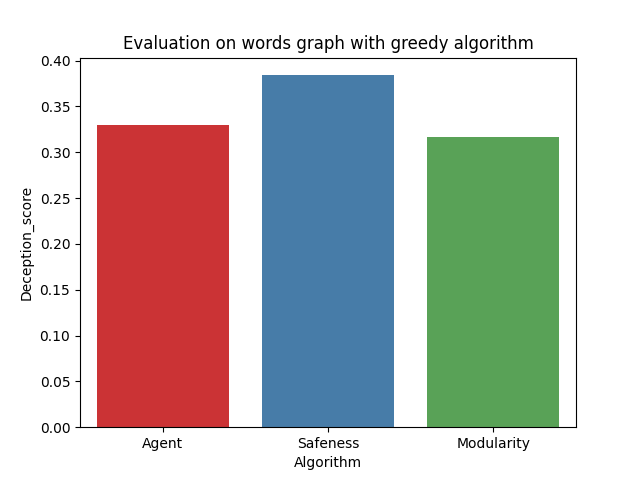 Evaluation on words graph with greedy algorithm
0.40
0.35
0.30
0.25
0.20
0.15
0.10
0.05
0.00
Deception_score
Agent
Safeness
Modularity
Algorithm